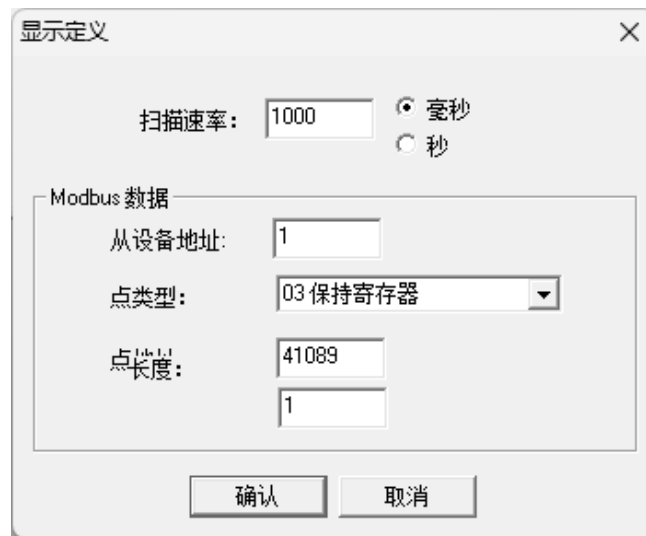 显示定义
扫描速率： 1000 毫秒
秒
Modbus 数据
从设备地址: 1
点类型： 03 保持寄存器
点
长度： 41089
1
确认 取消